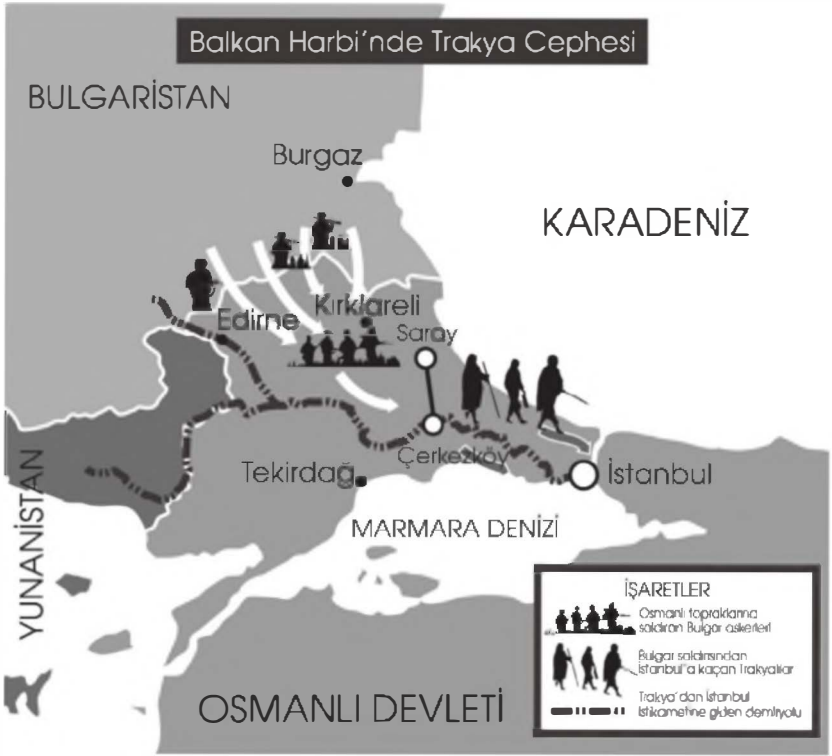 Balkan Harbi'nde Trakya Cephesi
BULGARİSTAN
Burgaz
KARADENİZ
Kırklareli
Edirne
Saray
Çerkezköy
Tekirdağ
İstanbul
MARMARA DENİZİ
YUNANİSTAN
OSMANLI DEVLETİ
İŞARETLER
Osmanlı topraklarına
saldıran Bulgar askerleri
Bulgar saldırısından
İstanbul'a kaçan Trakyalılar
Trakya'dan İstanbul
istikametine giden demiryolu